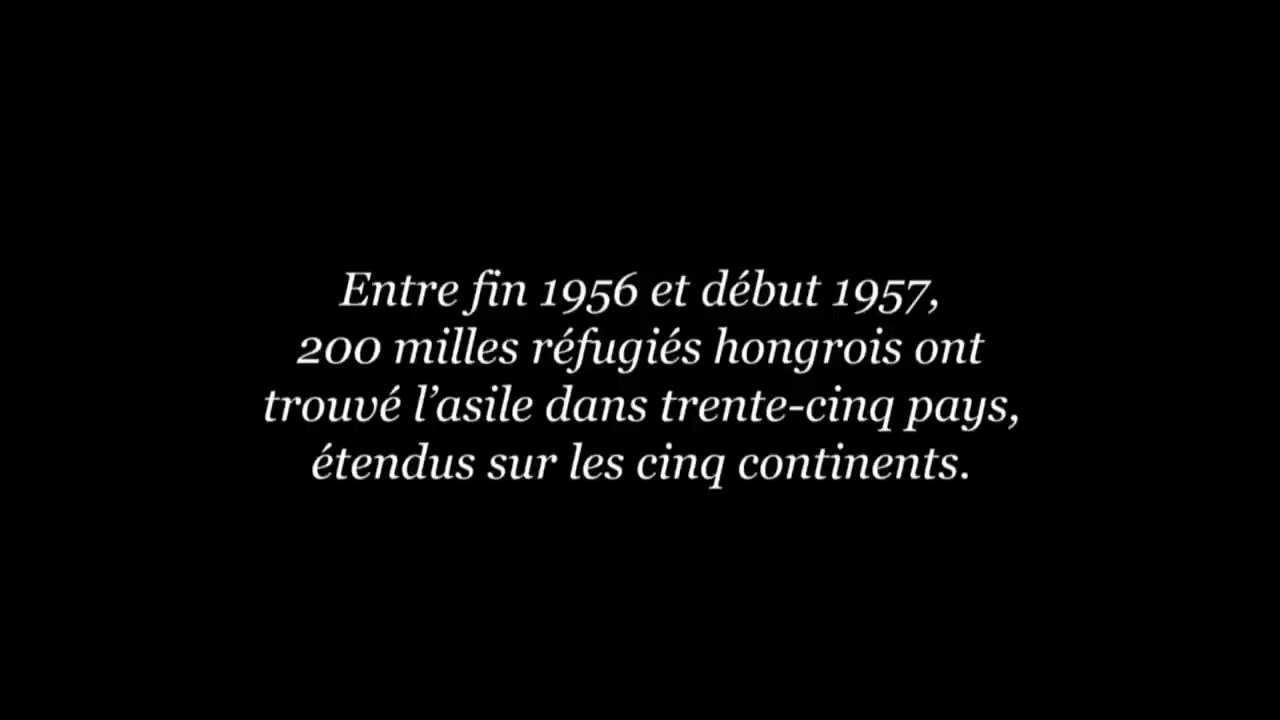 Entre fin 1956 et début 1957,
200 milles réfugiés hongrois ont
trouvé l’asile dans trente-cinq pays,
étendus sur les cinq continents.